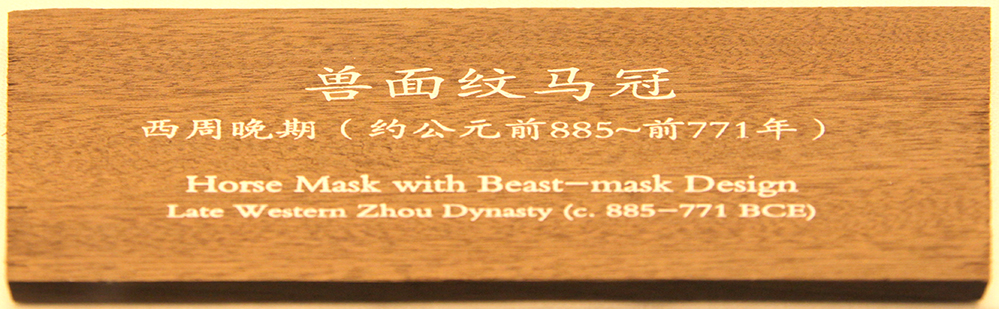 兽面纹马冠
西周晚期（约公元前885~前771年）
Horse Mask with Beast-mask Design
Late Western Zhou Dynasty (c. 885-771 BCE)